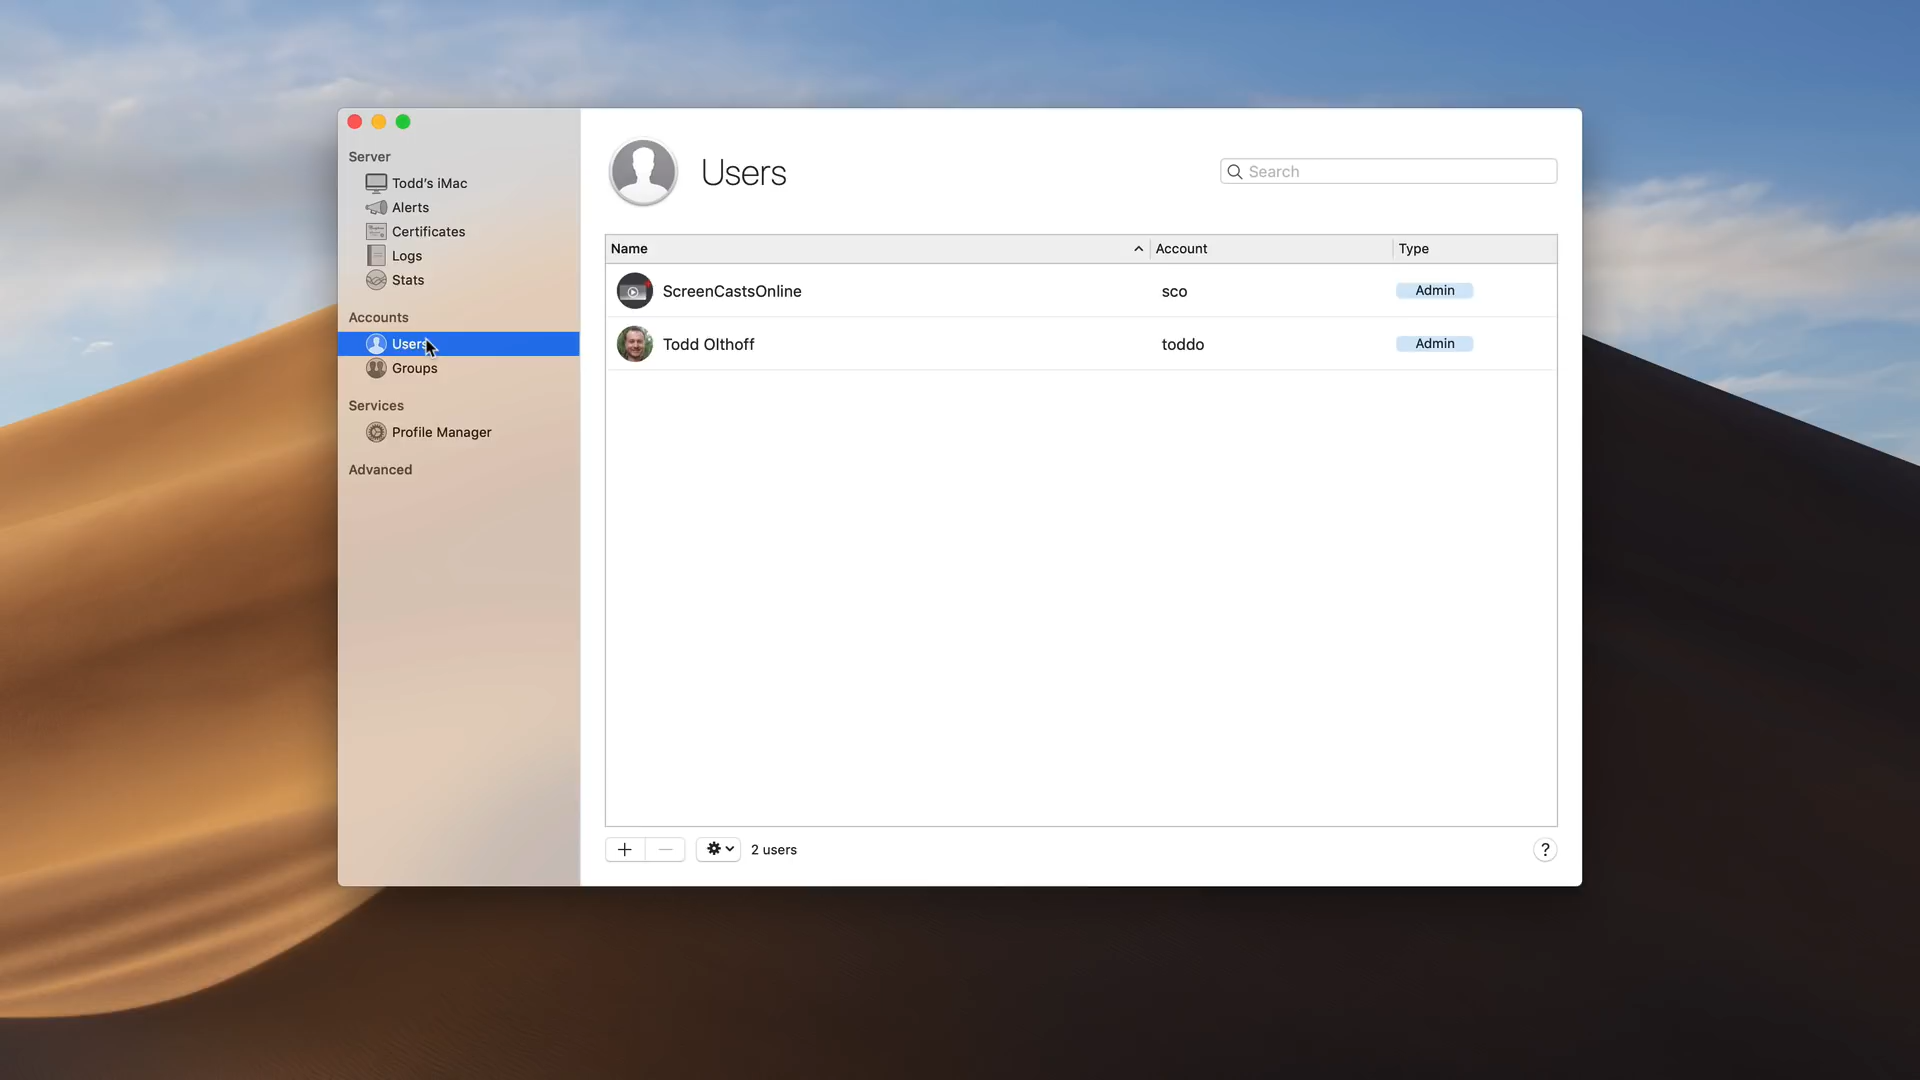 Server
Todd's iMac
Alerts
Certificates
Logs
Stats
Accounts
Users
Groups
Services
Profile Manager
Advanced
Users
Search
Name Account Type
ScreenCastsOnline sco Admin
Todd Olthoff toddo Admin
2 users
?